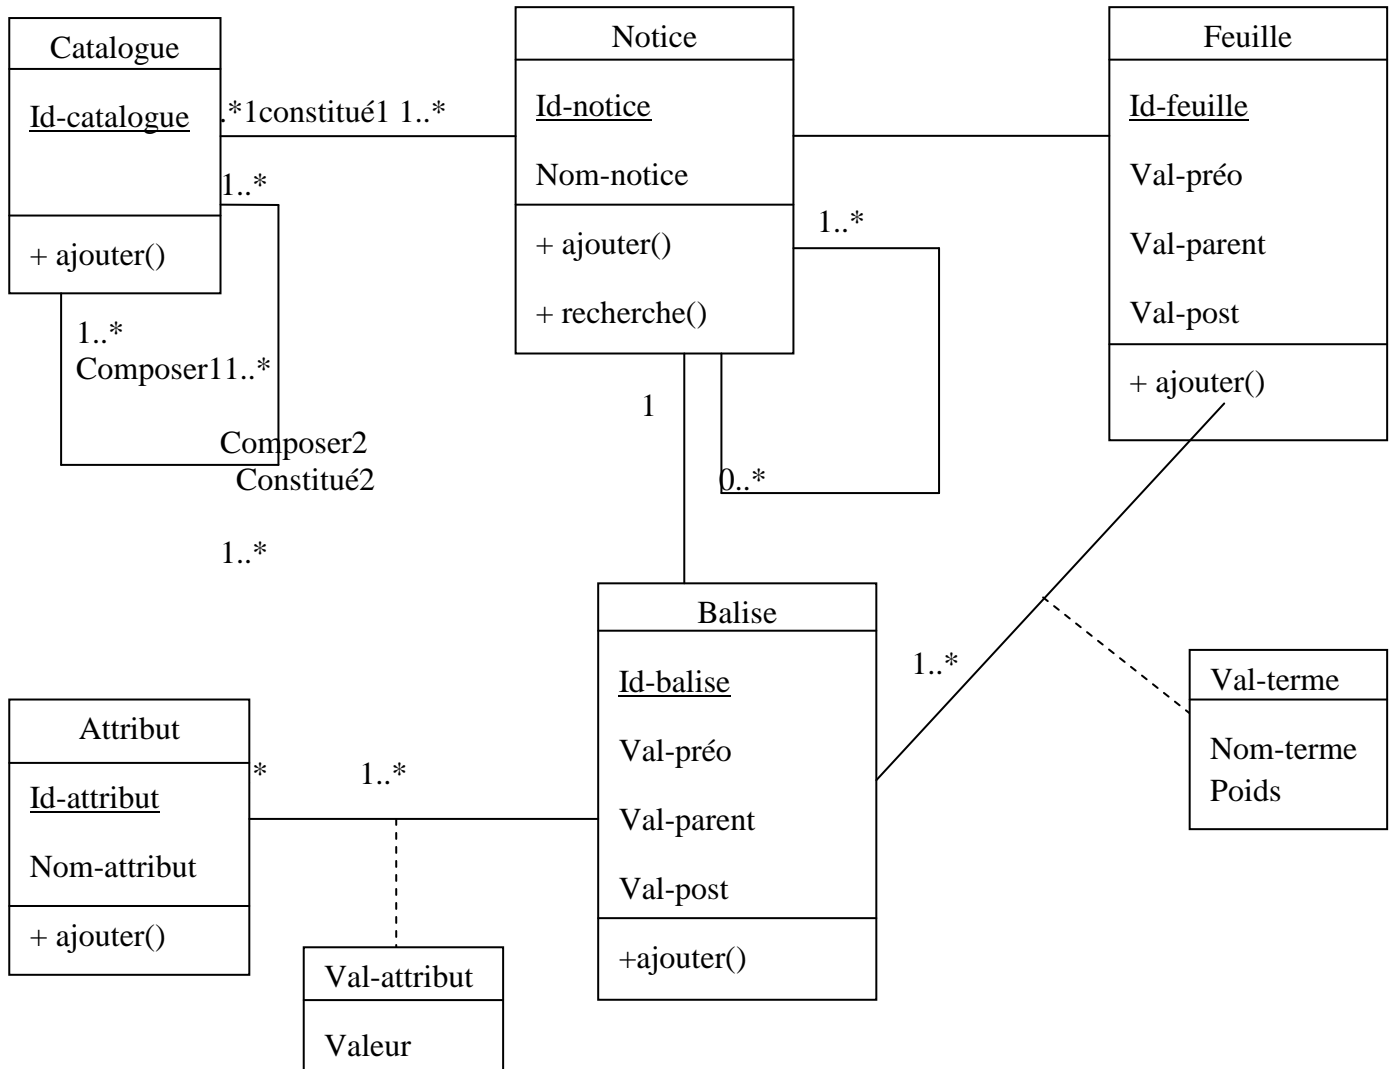 Catalogue
Id-catalogue
+ ajouter()
.*1constitué1 1..*
1..*
1..*
Composer11..*
Composer2
Constitué2
1..*
Notice
Id-notice
Nom-notice
+ ajouter()
+ recherche()
1..*
0..*
1
Feuille
Id-feuille
Val-préo
Val-parent
Val-post
+ ajouter()
Balise
Id-balise
Val-préo
Val-parent
Val-post
+ajouter()
1..*
Val-terme
Nom-terme
Poids
Attribut
Id-attribut
Nom-attribut
+ ajouter()
*
1..*
Val-attribut
Valeur